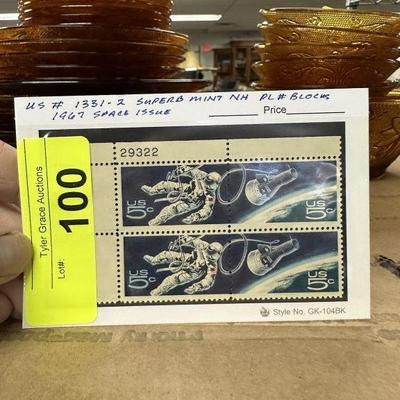 US # 1331-2 SUPERB MINT NH PL# BLOCKS
1967 SPACE ISSUE
Price
29322
US 5c
US 5c
US 5c
US 5c
Tyler Grace Auctions
Lot#: 100
Style No. GK-104BK